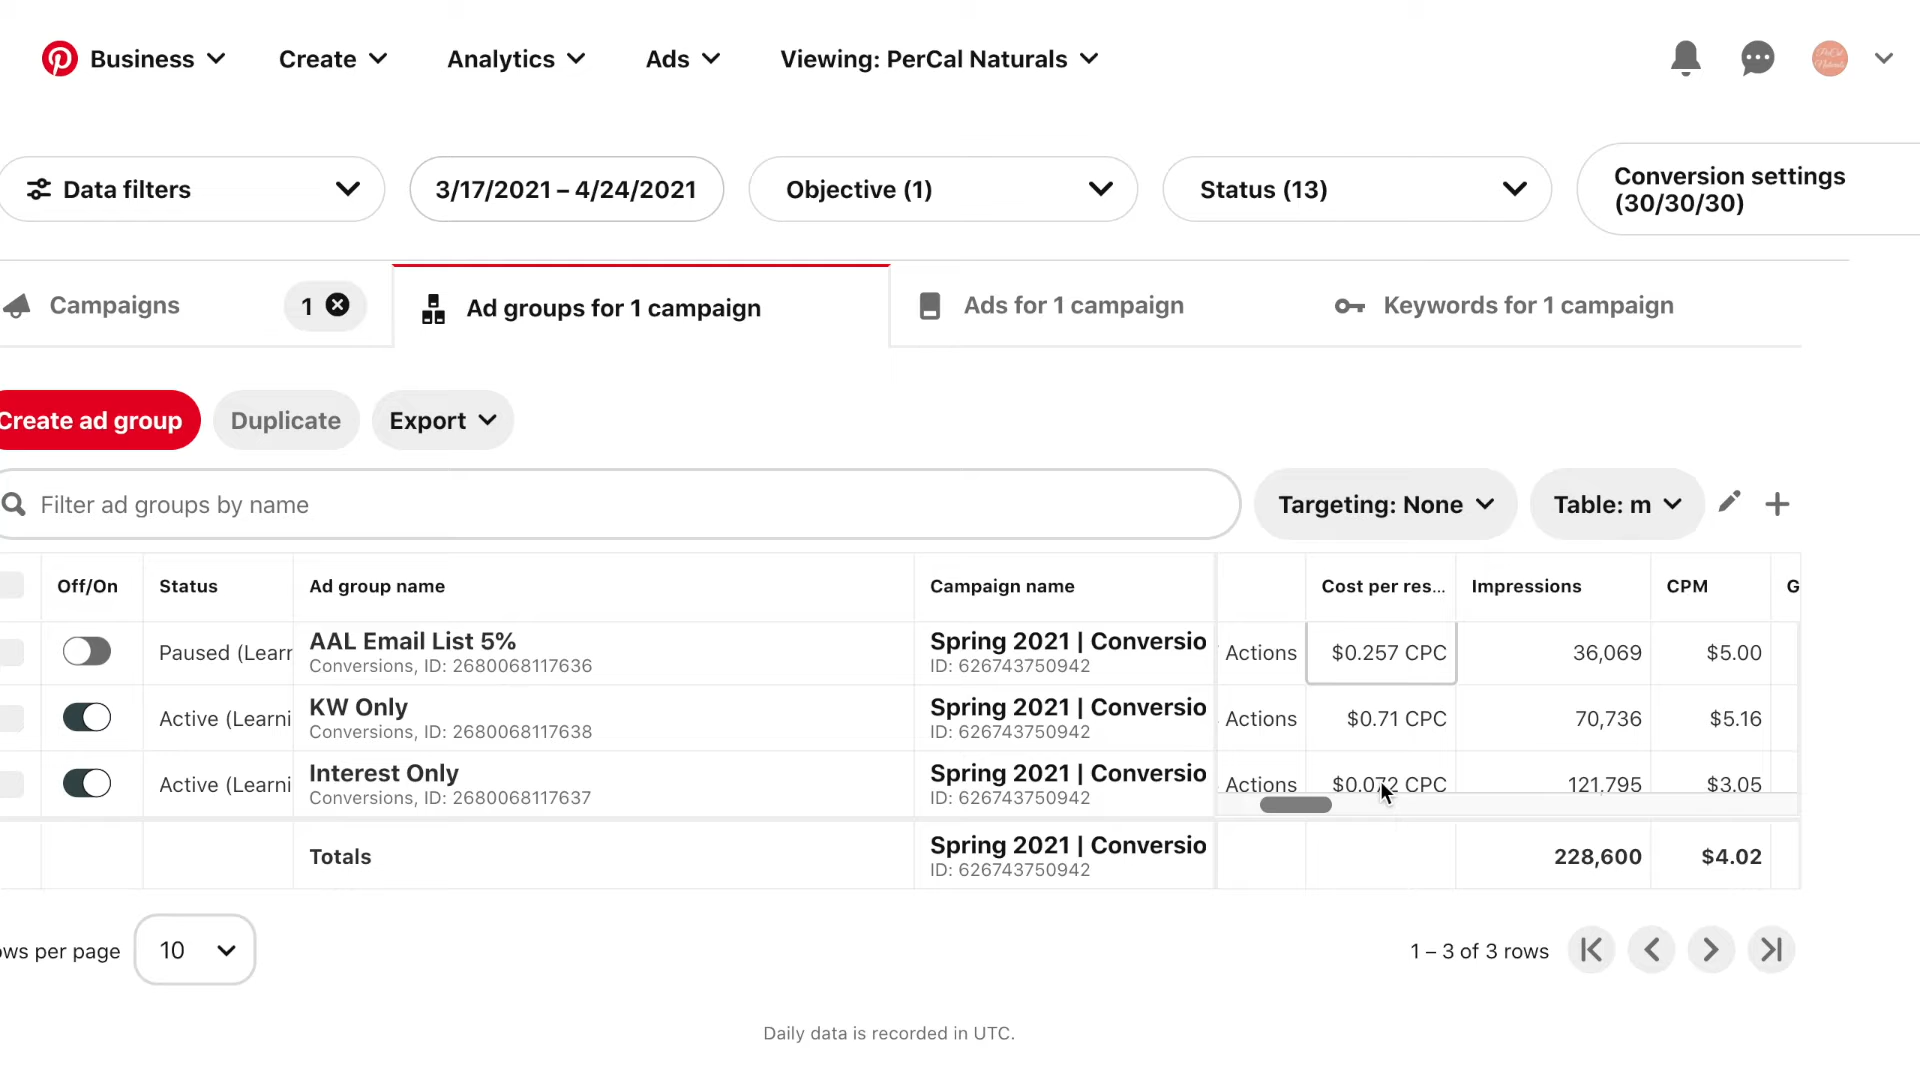 Business Create Analytics Ads Viewing: PerCal Naturals
Data filters 3/17/2021 – 4/24/2021 Objective (1) Status (13) Conversion settings
(30/30/30)
Campaigns 1 Ad groups for 1 campaign Ads for 1 campaign Keywords for 1 campaign
Create ad group Duplicate Export
Filter ad groups by name Targeting: None Table: m
Off/On Status Ad group name Campaign name Cost per res... Impressions CPM G
Paused (Learr AAL Email List 5% Spring 2021 | Conversio Actions $0.257 CPC 36,069 $5.00
Conversions, ID: 2680068117636 ID: 626743750942
Active (Learni KW Only Spring 2021 | Conversio Actions $0.71 CPC 70,736 $5.16
Conversions, ID: 2680068117638 ID: 626743750942
Active (Learni Interest Only Spring 2021 | Conversio Actions $0.072 CPC 121,795 $3.05
Conversions, ID: 2680068117637 ID: 626743750942
Totals Spring 2021 | Conversio 228,600 $4.02
ID: 626743750942
ows per page 10 1 – 3 of 3 rows
Daily data is recorded in UTC.